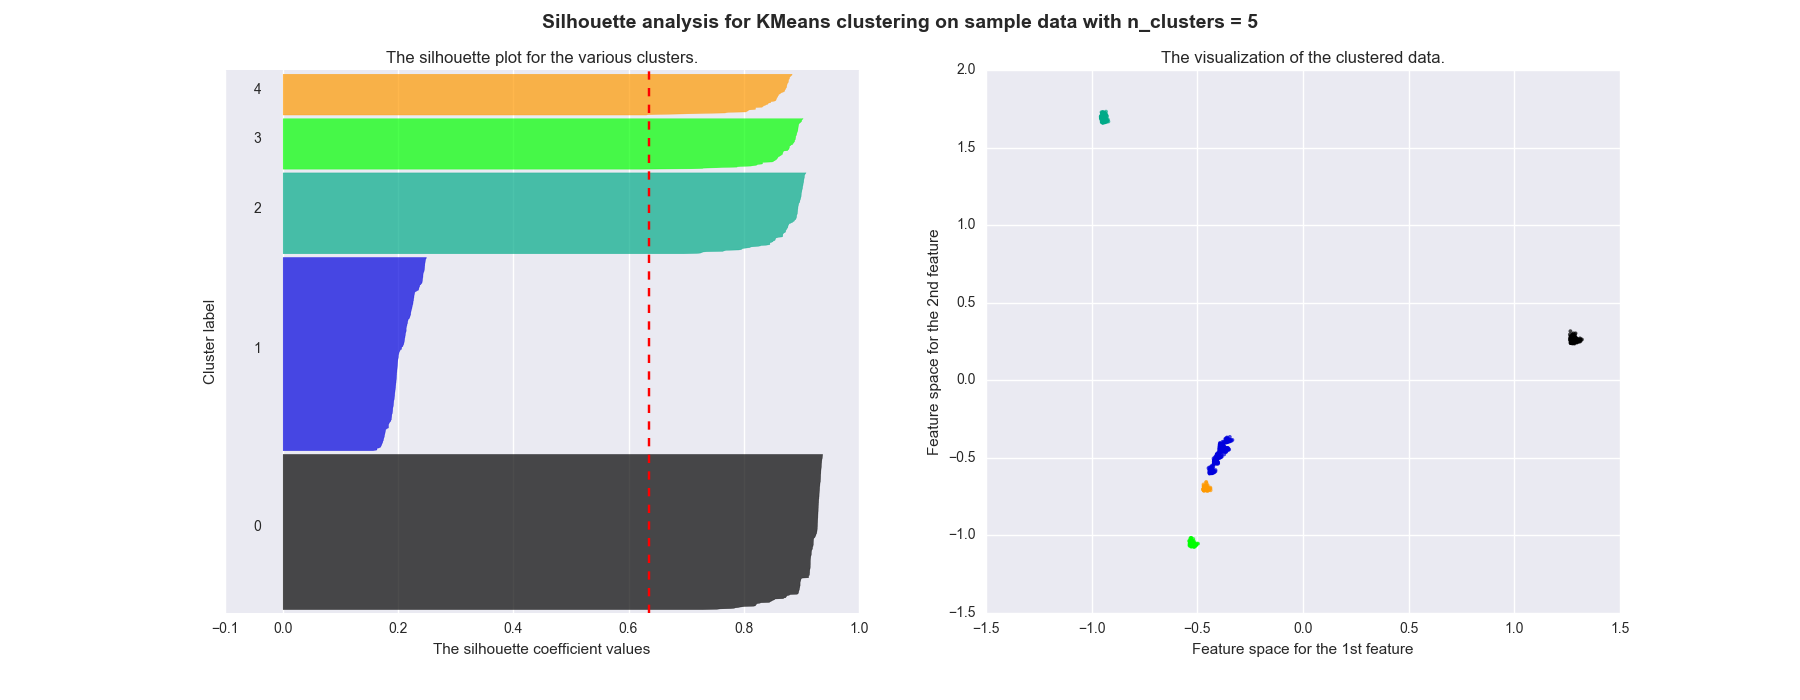 Silhouette analysis for KMeans clustering on sample data with n_clusters = 5
The silhouette plot for the various clusters.
4
3
2
1
0
Cluster label
−0.1 0.0 0.2 0.4 0.6 0.8 1.0
The silhouette coefficient values
The visualization of the clustered data.
2.0
1.5
1.0
0.5
0.0
−0.5
−1.0
−1.5
Feature space for the 2nd feature
−1.5 −1.0 −0.5 0.0 0.5 1.0 1.5
Feature space for the 1st feature